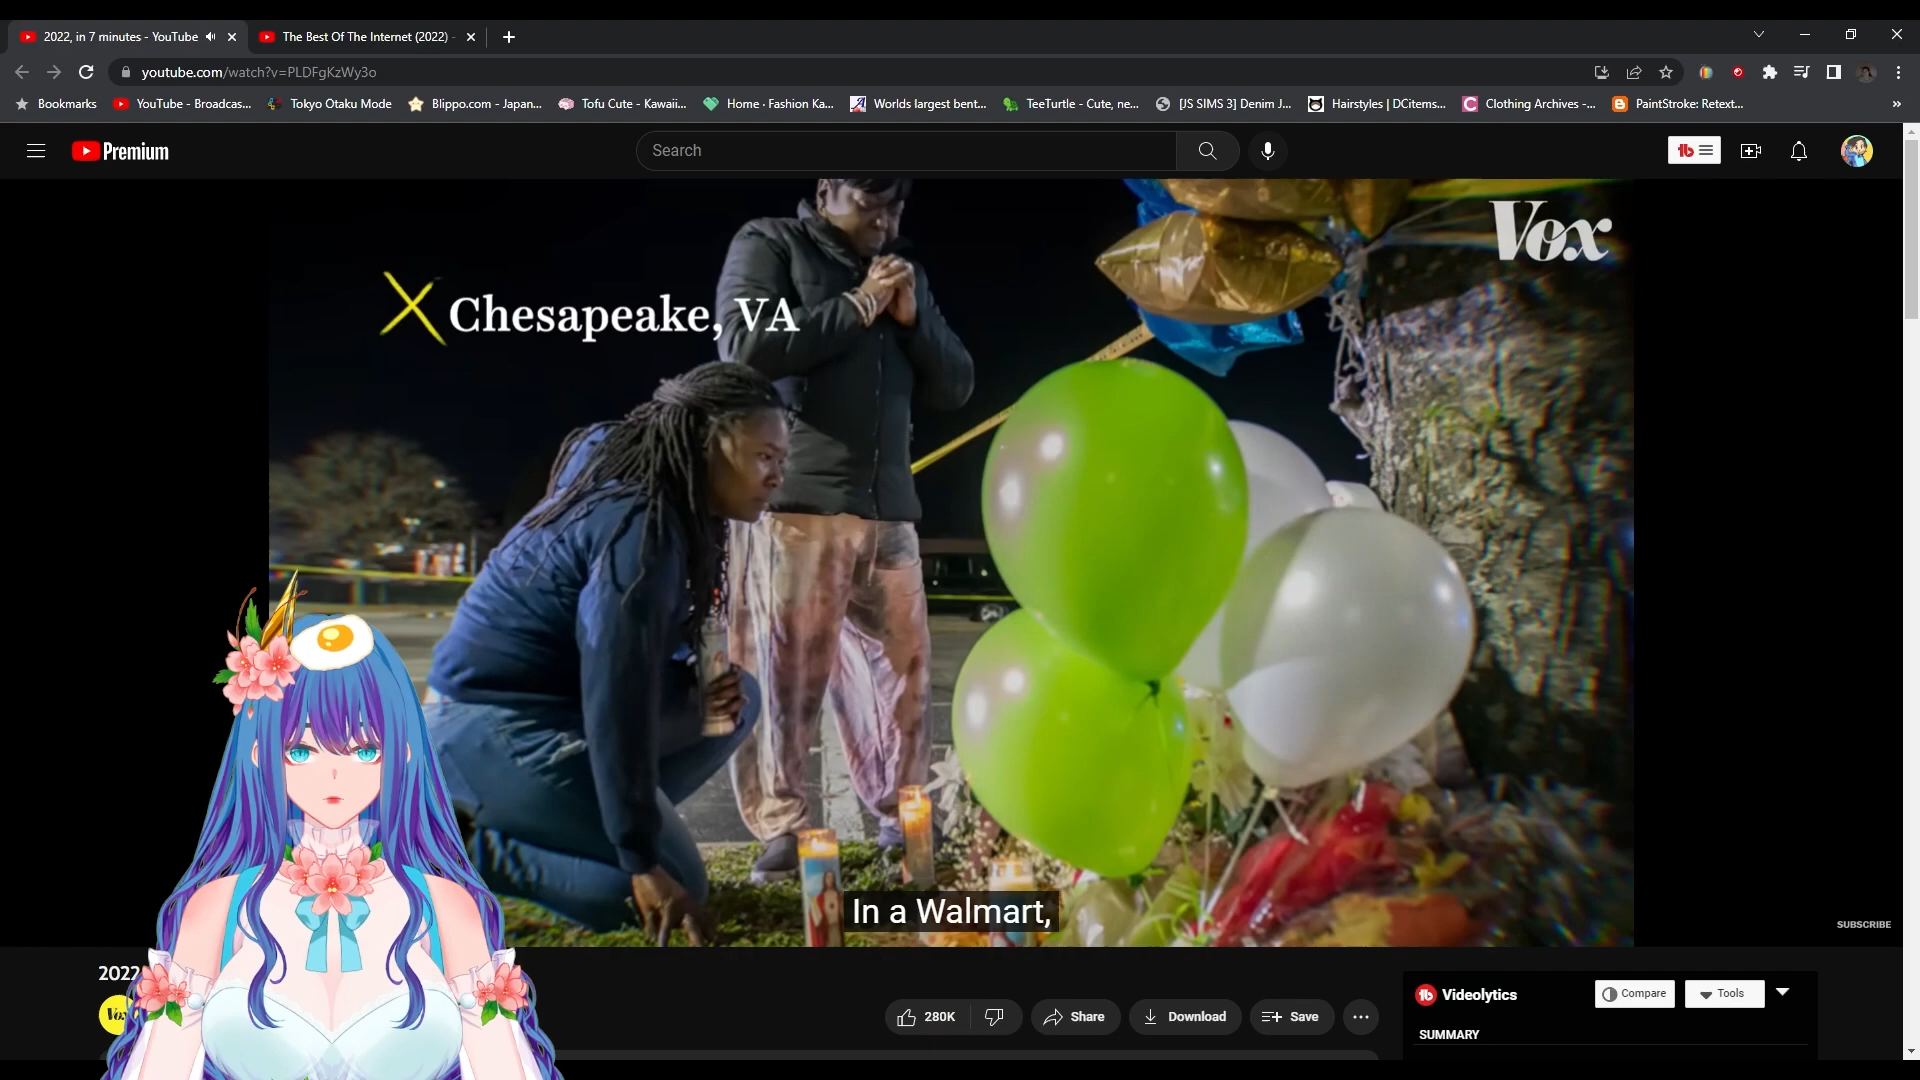 2022, in 7 minutes - YouTube
The Best Of The Internet (2022) -
youtube.com/watch?v=PLDFgKzWy3o
Bookmarks
YouTube - Broadcas...
Tokyo Otaku Mode
Blippo.com - Japan...
Tofu Cute - Kawaii...
Home · Fashion Ka...
Worlds largest bent...
TeeTurtle - Cute, ne...
[JS SIMS 3] Denim J...
Hairstyles | DCitems...
Clothing Archives -...
PaintStroke: Retext...
»
Premium
Search
Vox
Chesapeake, VA
In a Walmart,
SUBSCRIBE
2022
Vox
280K
Share
Download
Save
Videolytics
Compare
Tools
SUMMARY